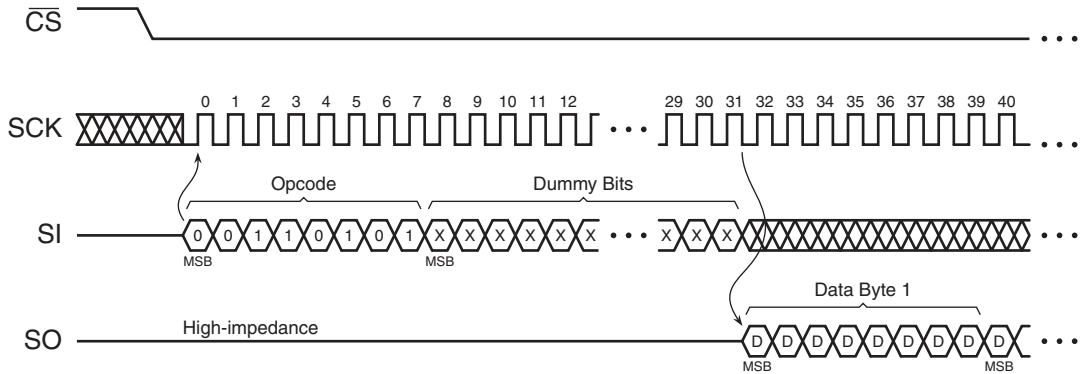 CS
0 1 2 3 4 5 6 7 8 9 10 11 12 29 30 31 32 33 34 35 36 37 38 39 40
SCK
Opcode Dummy Bits
SI 0 0 1 1 0 1 0 1 X X X X X X X X X
MSB MSB
Data Byte 1
High-impedance
SO D D D D D D D D D
MSB MSB